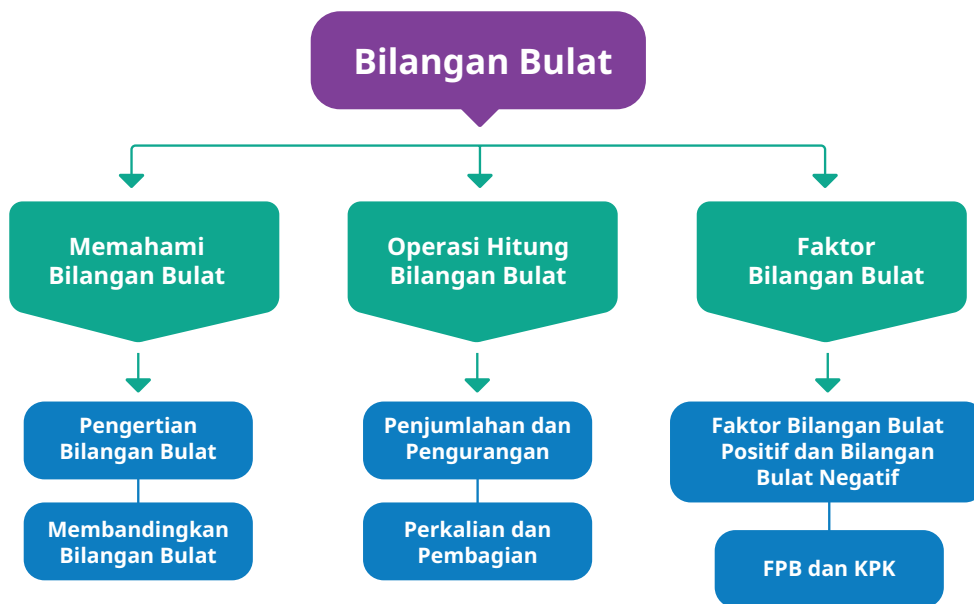 Bilangan Bulat
Memahami
Bilangan Bulat
Operasi Hitung
Bilangan Bulat
Faktor
Bilangan Bulat
Pengertian
Bilangan Bulat
Membandingkan
Bilangan Bulat
Penjumlahan dan
Pengurangan
Perkalian dan
Pembagian
Faktor Bilangan Bulat
Positif dan Bilangan
Bulat Negatif
FPB dan KPK